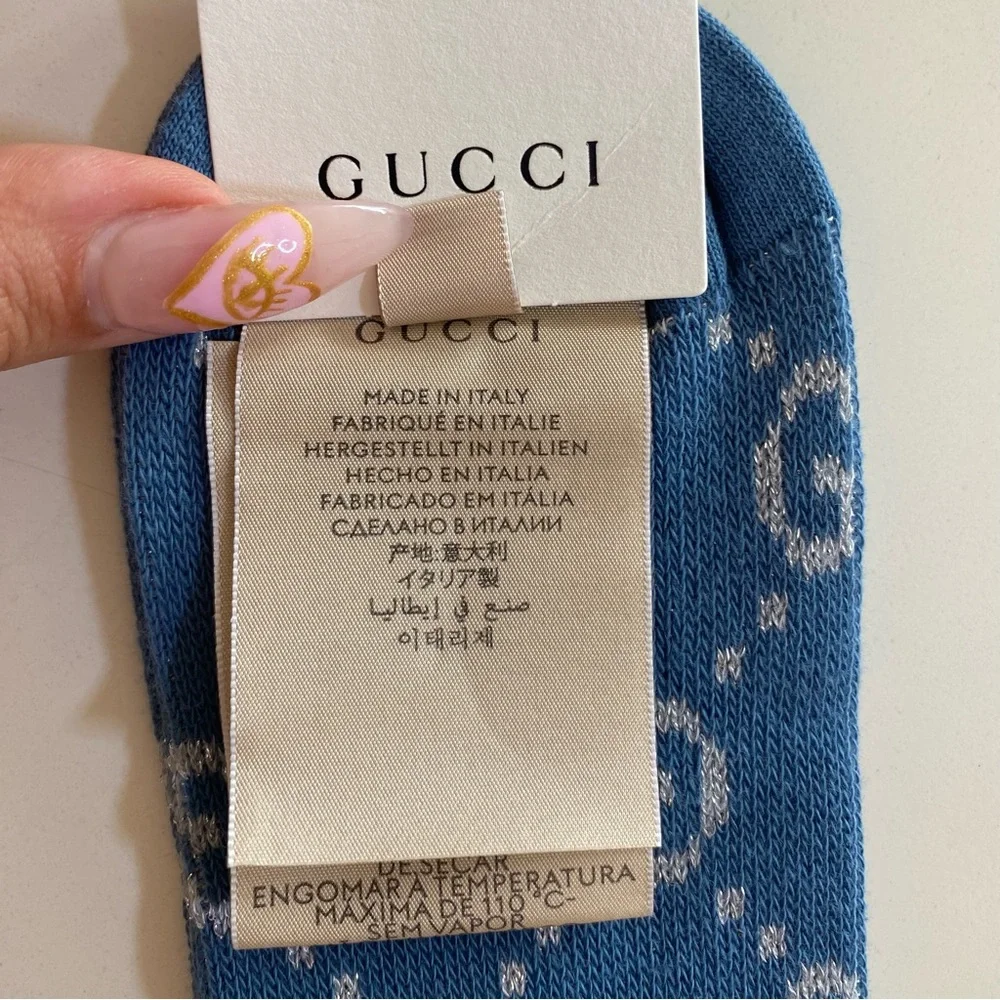 GUCCI
GUCCI
MADE IN ITALY
FABRIQUÉ EN ITALIE
HERGESTELLT IN ITALIEN
HECHO EN ITALIA
FABRICADO EM ITÁLIA
СДЕЛАНО В ИТАЛИИ
产地:意大利
イタリア製
صنع في إيطاليا
이태리제
DE SECAR
ENGOMAR A TEMPERATURA
MÁXIMA DE 110 °C-
SEM VAPOR
G
G